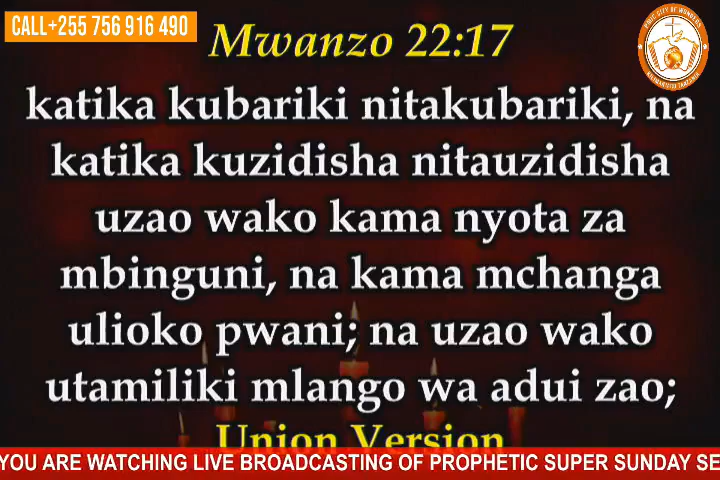 CALL+255 756 916 490
Mwanzo 22:17
katika kubariki nitakubariki, na
katika kuzidisha nitauzidisha
uzao wako kama nyota za
mbinguni, na kama mchanga
ulioko pwani; na uzao wako
utamiliki mlango wa adui zao;
Union Version
YOU ARE WATCHING LIVE BROADCASTING OF PROPHETIC SUPER SUNDAY SE